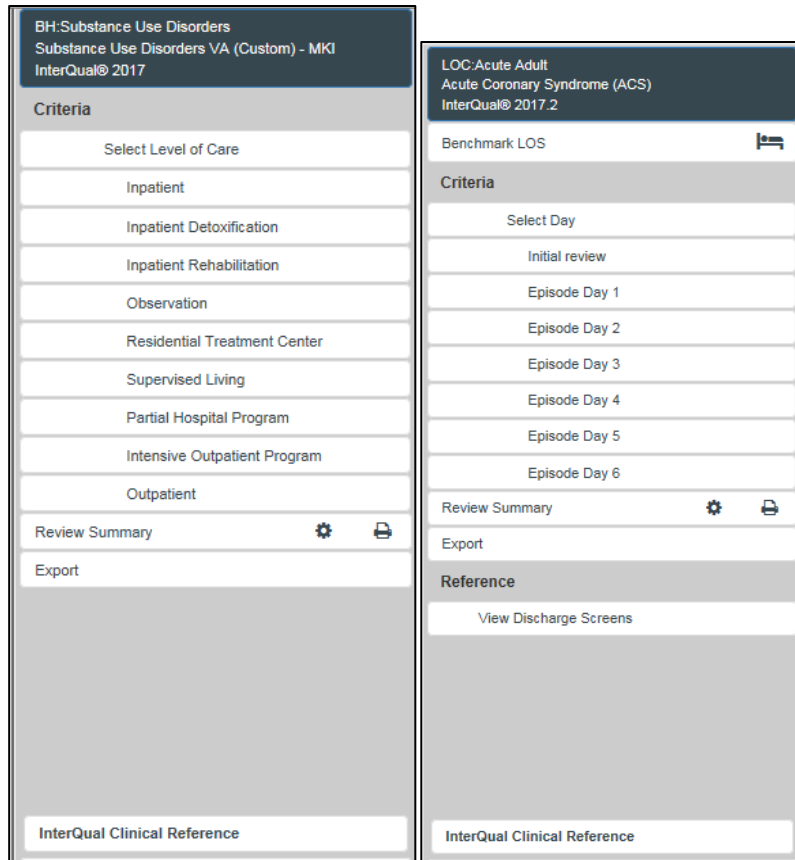 BH:Substance Use Disorders
Substance Use Disorders VA (Custom) - MKI
InterQual® 2017
Criteria
Select Level of Care
Inpatient
Inpatient Detoxification
Inpatient Rehabilitation
Observation
Residential Treatment Center
Supervised Living
Partial Hospital Program
Intensive Outpatient Program
Outpatient
Review Summary
Export
InterQual Clinical Reference
LOC:Acute Adult
Acute Coronary Syndrome (ACS)
InterQual® 2017.2
Benchmark LOS
Criteria
Select Day
Initial review
Episode Day 1
Episode Day 2
Episode Day 3
Episode Day 4
Episode Day 5
Episode Day 6
Review Summary
Export
Reference
View Discharge Screens
InterQual Clinical Reference